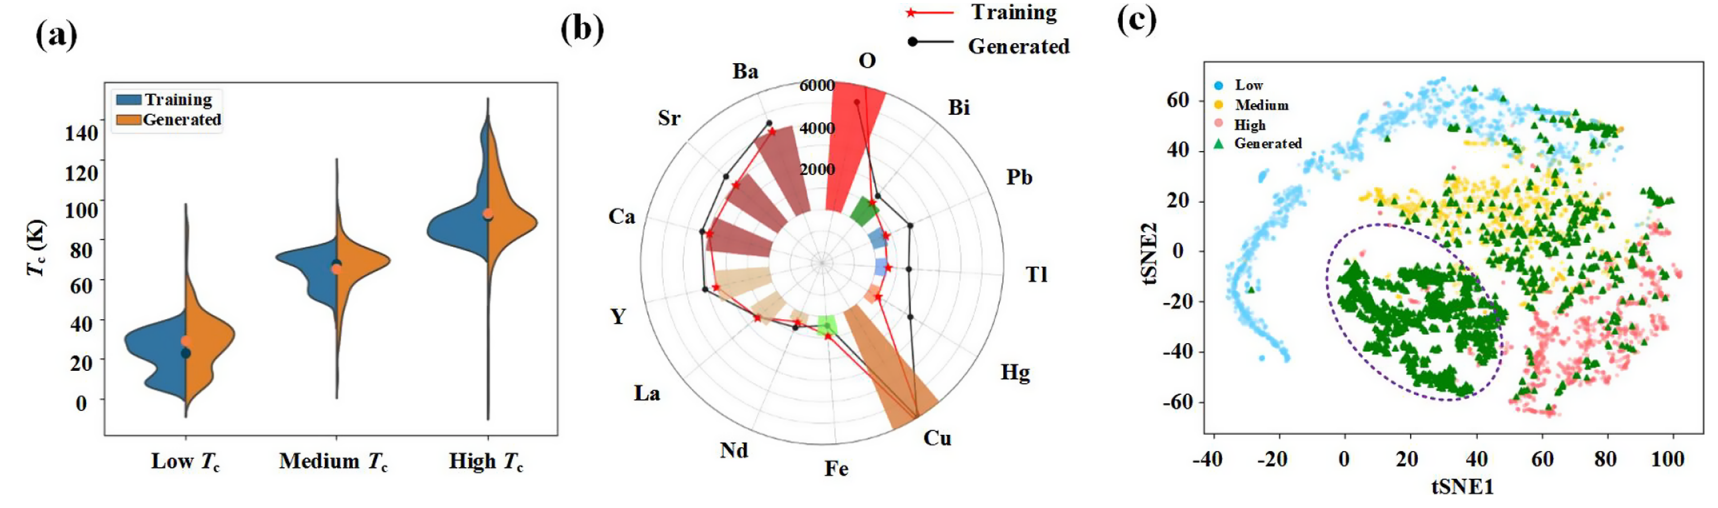 (a)
Training
Generated
140
120
100
80
60
40
20
0
Tc (K)
Low Tc
Medium Tc
High Tc
(b)
Training
Generated
O
Bi
Pb
Tl
Hg
Cu
Fe
Nd
La
Y
Ca
Sr
Ba
6000
4000
2000
(c)
Low
Medium
High
Generated
60
40
20
0
-20
-40
-60
tSNE2
-40 -20 0 20 40 60 80 100
tSNE1